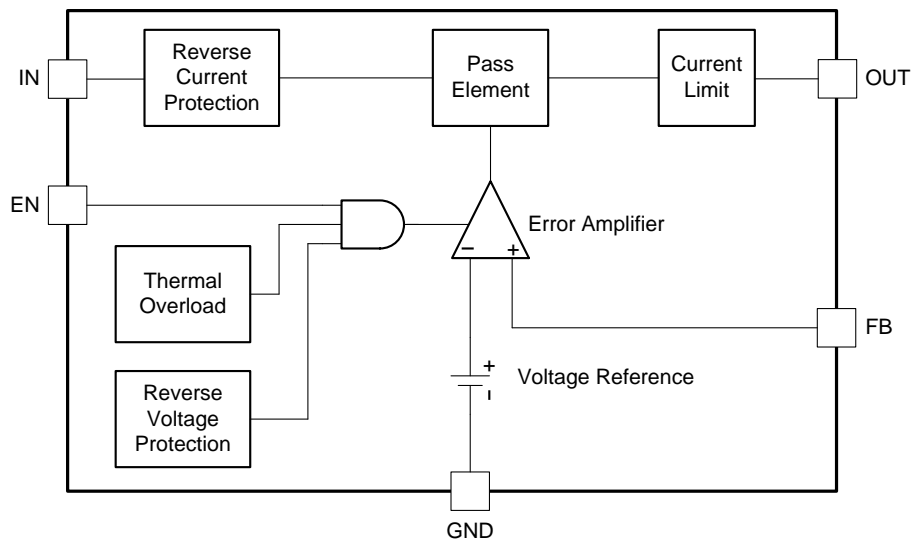 IN
Reverse
Current
Protection
Pass
Element
Current
Limit
OUT
EN
Error Amplifier
− +
Thermal
Overload
FB
+
Voltage Reference
−
Reverse
Voltage
Protection
GND